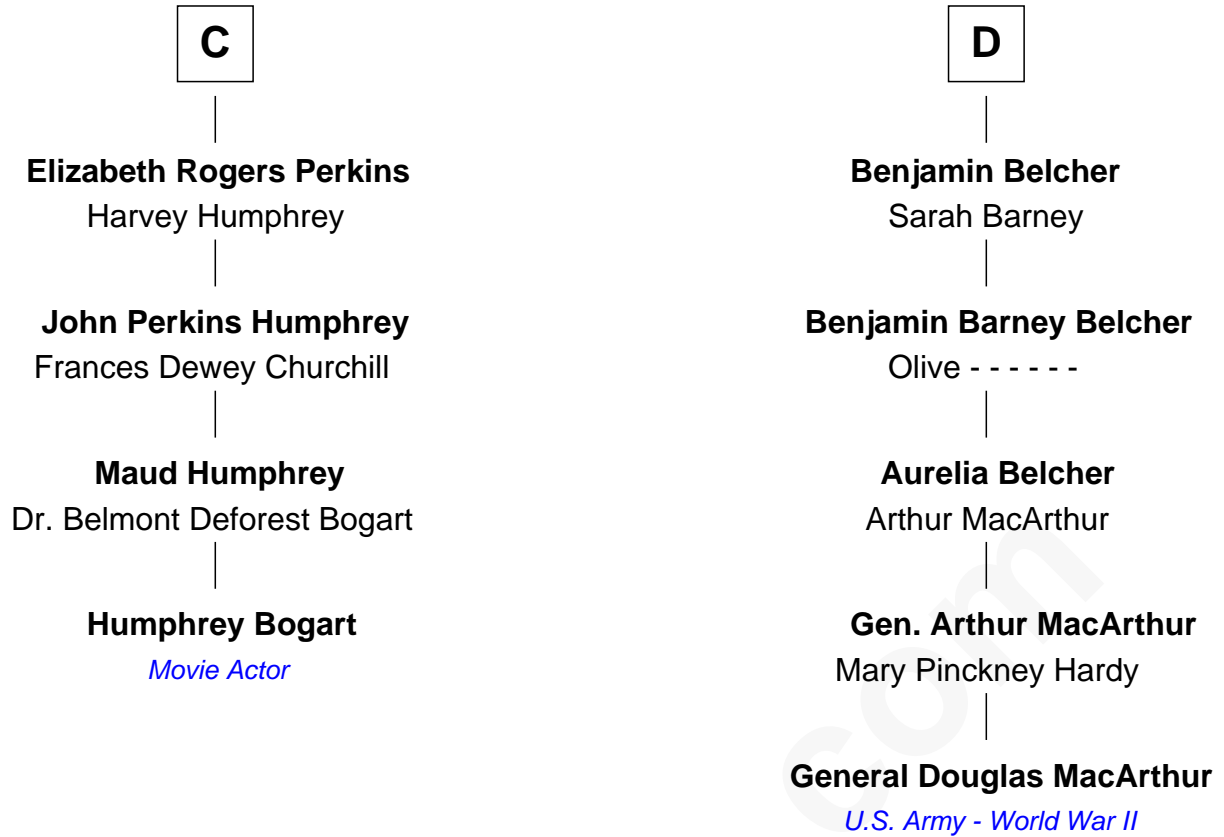 C
Elizabeth Rogers Perkins
Harvey Humphrey
John Perkins Humphrey
Frances Dewey Churchill
Maud Humphrey
Dr. Belmont Deforest Bogart
Humphrey Bogart
Movie Actor
D
Benjamin Belcher
Sarah Barney
Benjamin Barney Belcher
Olive - - - - - -
Aurelia Belcher
Arthur MacArthur
Gen. Arthur MacArthur
Mary Pinckney Hardy
General Douglas MacArthur
U.S. Army - World War II
com